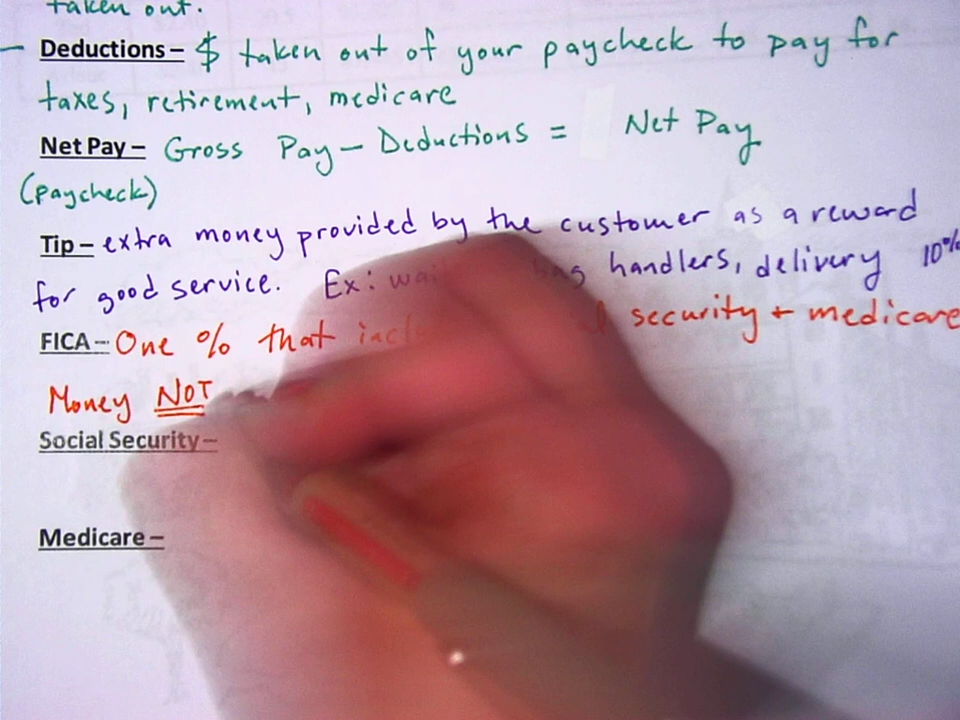 taken out.
Deductions – $ taken out of your paycheck to pay for
taxes, retirement, medicare
Net Pay – Gross Pay – Deductions = Net Pay
(paycheck)
Tip – extra money provided by the customer as a reward
for good service. Ex: handlers, delivery 10%
FICA – One % that security + medicare
Money NOT
Social Security –
Medicare –